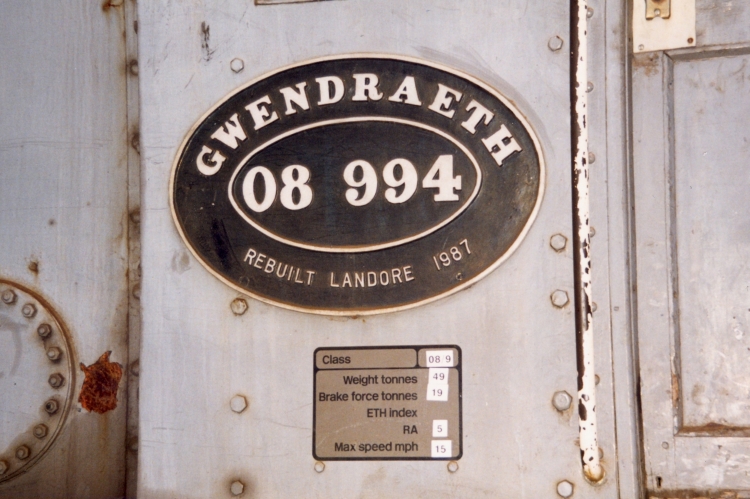 GWENDRAETH
08 994
REBUILT LANDORE 1987
Class 08 9
Weight tonnes 49
Brake force tonnes 19
ETH index
RA 5
Max speed mph 15